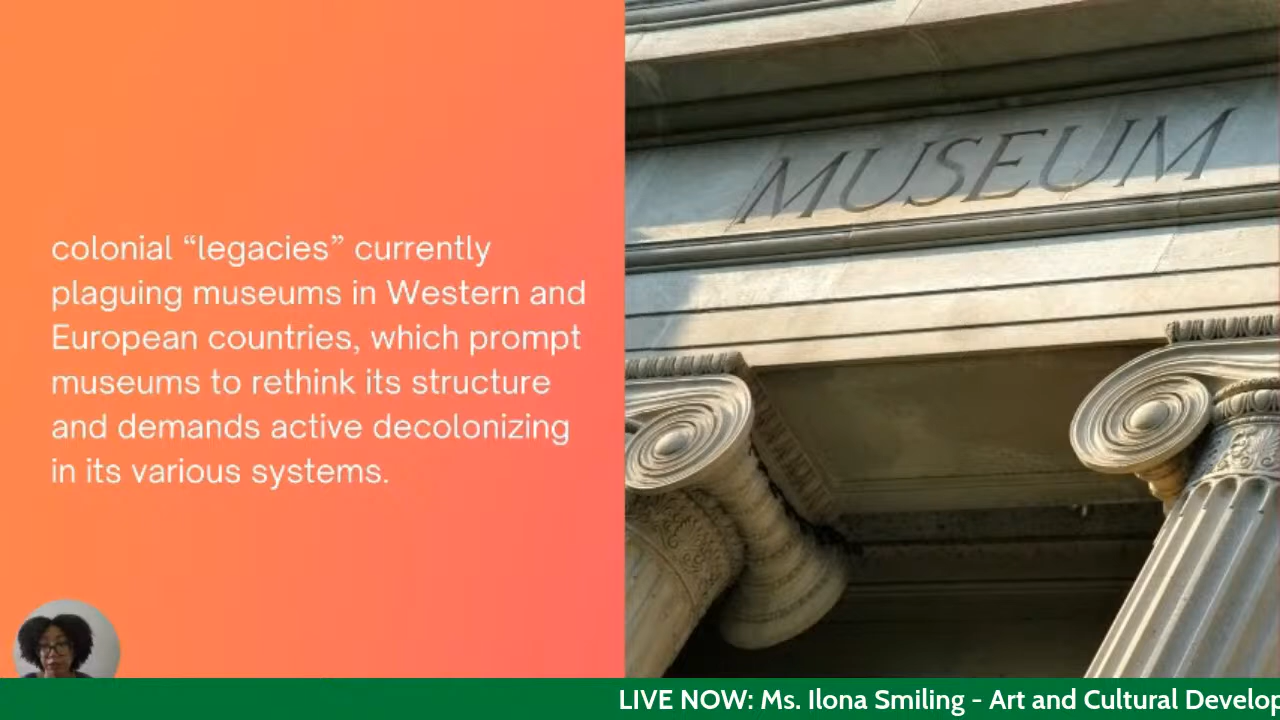 colonial “legacies” currently
plaguing museums in Western and
European countries, which prompt
museums to rethink its structure
and demands active decolonizing
in its various systems.
MUSEUM
LIVE NOW: Ms. Ilona Smiling - Art and Cultural Develop